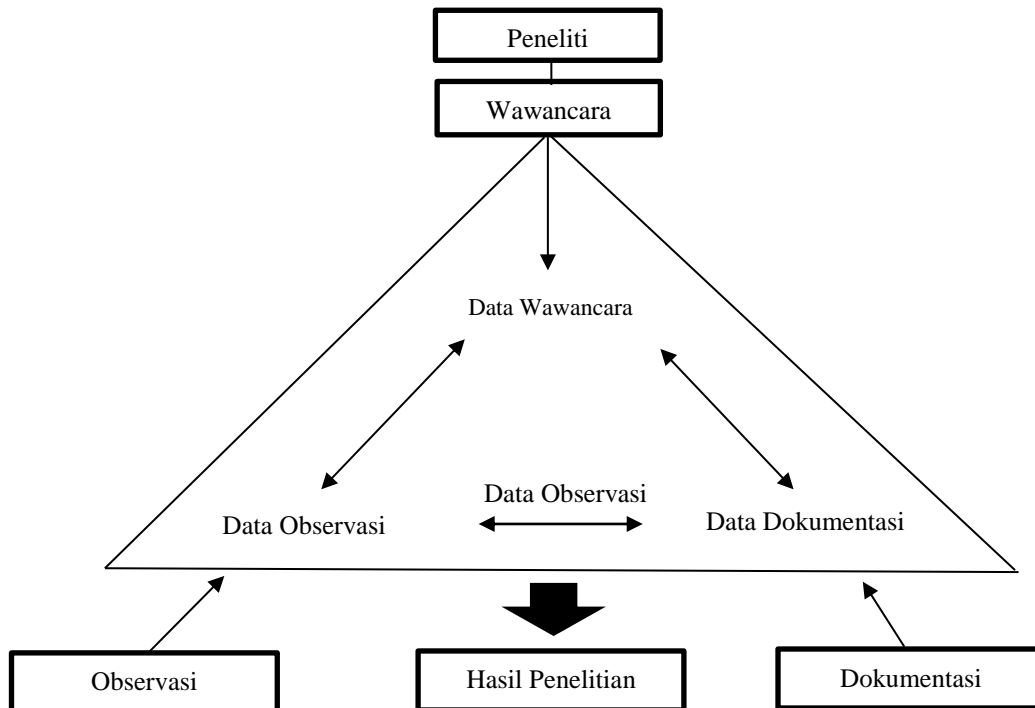 Peneliti
Wawancara
Data Wawancara
Data Observasi
Data Observasi
Data Dokumentasi
Observasi
Hasil Penelitian
Dokumentasi